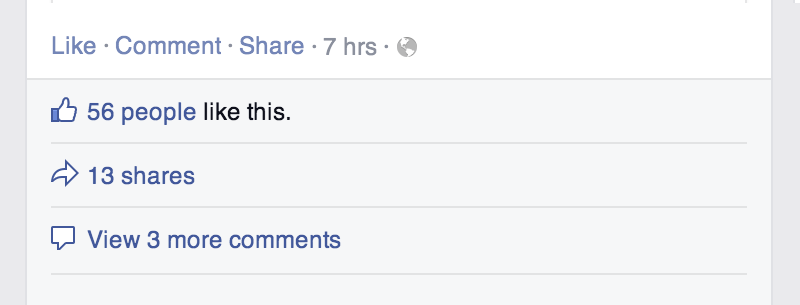 Like · Comment · Share · 7 hrs ·
56 people like this.
13 shares
View 3 more comments